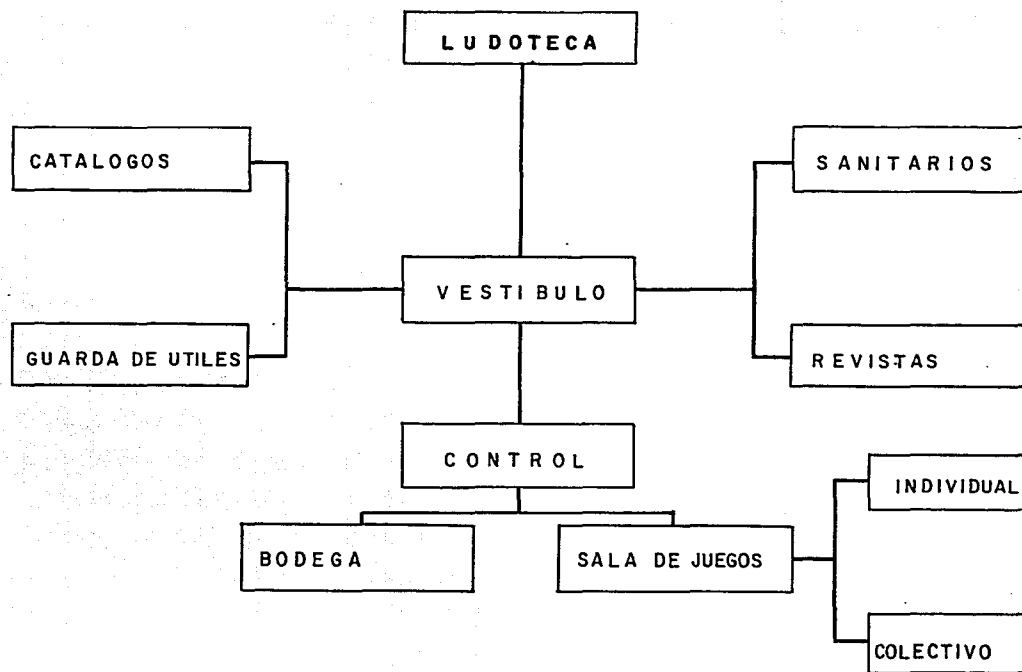 LUDOTECA
CATALOGOS
SANITARIOS
VESTIBULO
GUARDA DE UTILES
REVISTAS
CONTROL
INDIVIDUAL
BODEGA
SALA DE JUEGOS
COLECTIVO